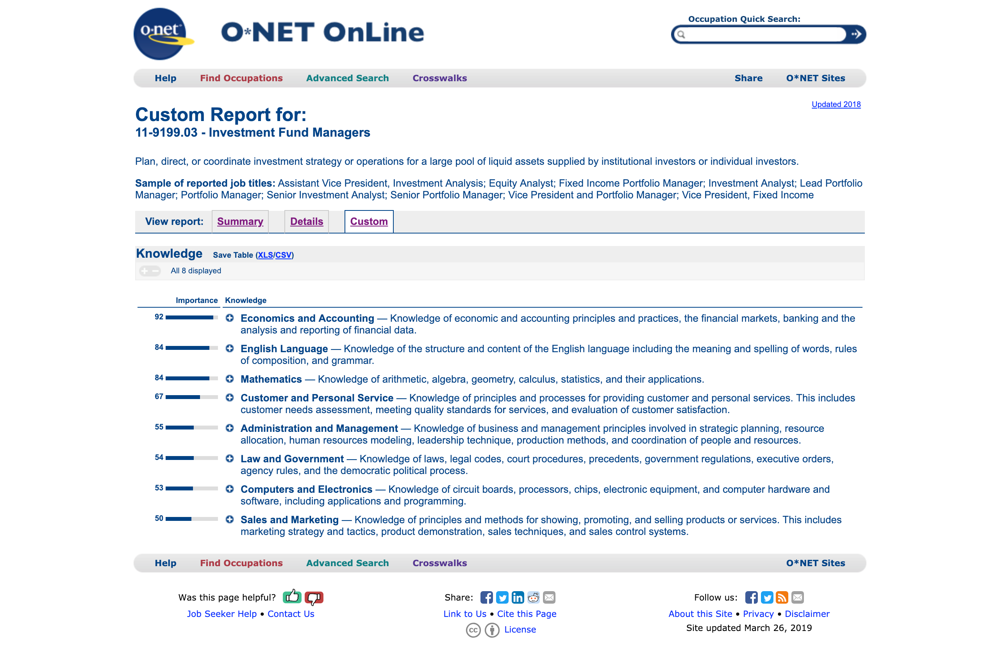 o·net®
O*NET OnLine
Occupation Quick Search:
Help Find Occupations Advanced Search Crosswalks Share O*NET Sites
Updated 2018
Custom Report for:
11-9199.03 - Investment Fund Managers
Plan, direct, or coordinate investment strategy or operations for a large pool of liquid assets supplied by institutional investors or individual investors.
Sample of reported job titles: Assistant Vice President, Investment Analysis; Equity Analyst; Fixed Income Portfolio Manager; Investment Analyst; Lead Portfolio
Manager; Portfolio Manager; Senior Investment Analyst; Senior Portfolio Manager; Vice President and Portfolio Manager; Vice President, Fixed Income
View report: Summary Details Custom
Knowledge Save Table (XLS/CSV)
All 8 displayed
Importance Knowledge
92 Economics and Accounting — Knowledge of economic and accounting principles and practices, the financial markets, banking and the
analysis and reporting of financial data.
84 English Language — Knowledge of the structure and content of the English language including the meaning and spelling of words, rules
of composition, and grammar.
84 Mathematics — Knowledge of arithmetic, algebra, geometry, calculus, statistics, and their applications.
67 Customer and Personal Service — Knowledge of principles and processes for providing customer and personal services. This includes
customer needs assessment, meeting quality standards for services, and evaluation of customer satisfaction.
55 Administration and Management — Knowledge of business and management principles involved in strategic planning, resource
allocation, human resources modeling, leadership technique, production methods, and coordination of people and resources.
54 Law and Government — Knowledge of laws, legal codes, court procedures, precedents, government regulations, executive orders,
agency rules, and the democratic political process.
53 Computers and Electronics — Knowledge of circuit boards, processors, chips, electronic equipment, and computer hardware and
software, including applications and programming.
50 Sales and Marketing — Knowledge of principles and methods for showing, promoting, and selling products or services. This includes
marketing strategy and tactics, product demonstration, sales techniques, and sales control systems.
Help Find Occupations Advanced Search Crosswalks O*NET Sites
Was this page helpful? Share: Follow us:
Job Seeker Help • Contact Us Link to Us • Cite this Page About this Site • Privacy • Disclaimer
cc License Site updated March 26, 2019